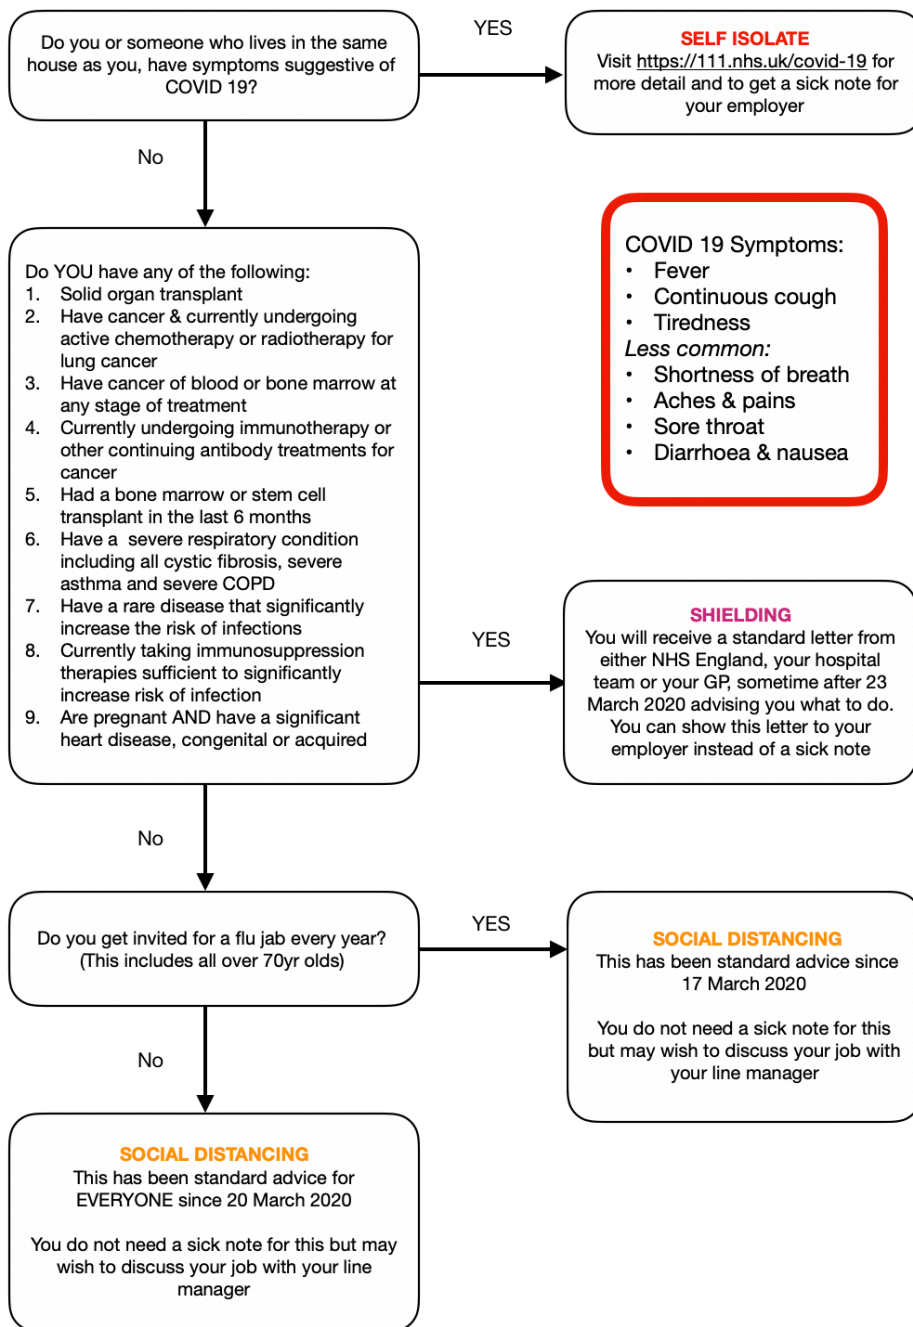 Do you or someone who lives in the same
house as you, have symptoms suggestive of
COVID 19?
YES
SELF ISOLATE
Visit https://111.nhs.uk/covid-19 for
more detail and to get a sick note for
your employer
No
COVID 19 Symptoms:
• Fever
• Continuous cough
• Tiredness
Less common:
• Shortness of breath
• Aches & pains
• Sore throat
• Diarrhoea & nausea
Do YOU have any of the following:
1. Solid organ transplant
2. Have cancer & currently undergoing
active chemotherapy or radiotherapy for
lung cancer
3. Have cancer of blood or bone marrow at
any stage of treatment
4. Currently undergoing immunotherapy or
other continuing antibody treatments for
cancer
5. Had a bone marrow or stem cell
transplant in the last 6 months
6. Have a severe respiratory condition
including all cystic fibrosis, severe
asthma and severe COPD
7. Have a rare disease that significantly
increase the risk of infections
8. Currently taking immunosuppression
therapies sufficient to significantly
increase risk of infection
9. Are pregnant AND have a significant
heart disease, congenital or acquired
YES
SHIELDING
You will receive a standard letter from
either NHS England, your hospital
team or your GP, sometime after 23
March 2020 advising you what to do.
You can show this letter to your
employer instead of a sick note
No
Do you get invited for a flu jab every year?
(This includes all over 70yr olds)
YES
SOCIAL DISTANCING
This has been standard advice since
17 March 2020
You do not need a sick note for this
but may wish to discuss your job with
your line manager
No
SOCIAL DISTANCING
This has been standard advice for
EVERYONE since 20 March 2020
You do not need a sick note for this but may
wish to discuss your job with your line
manager